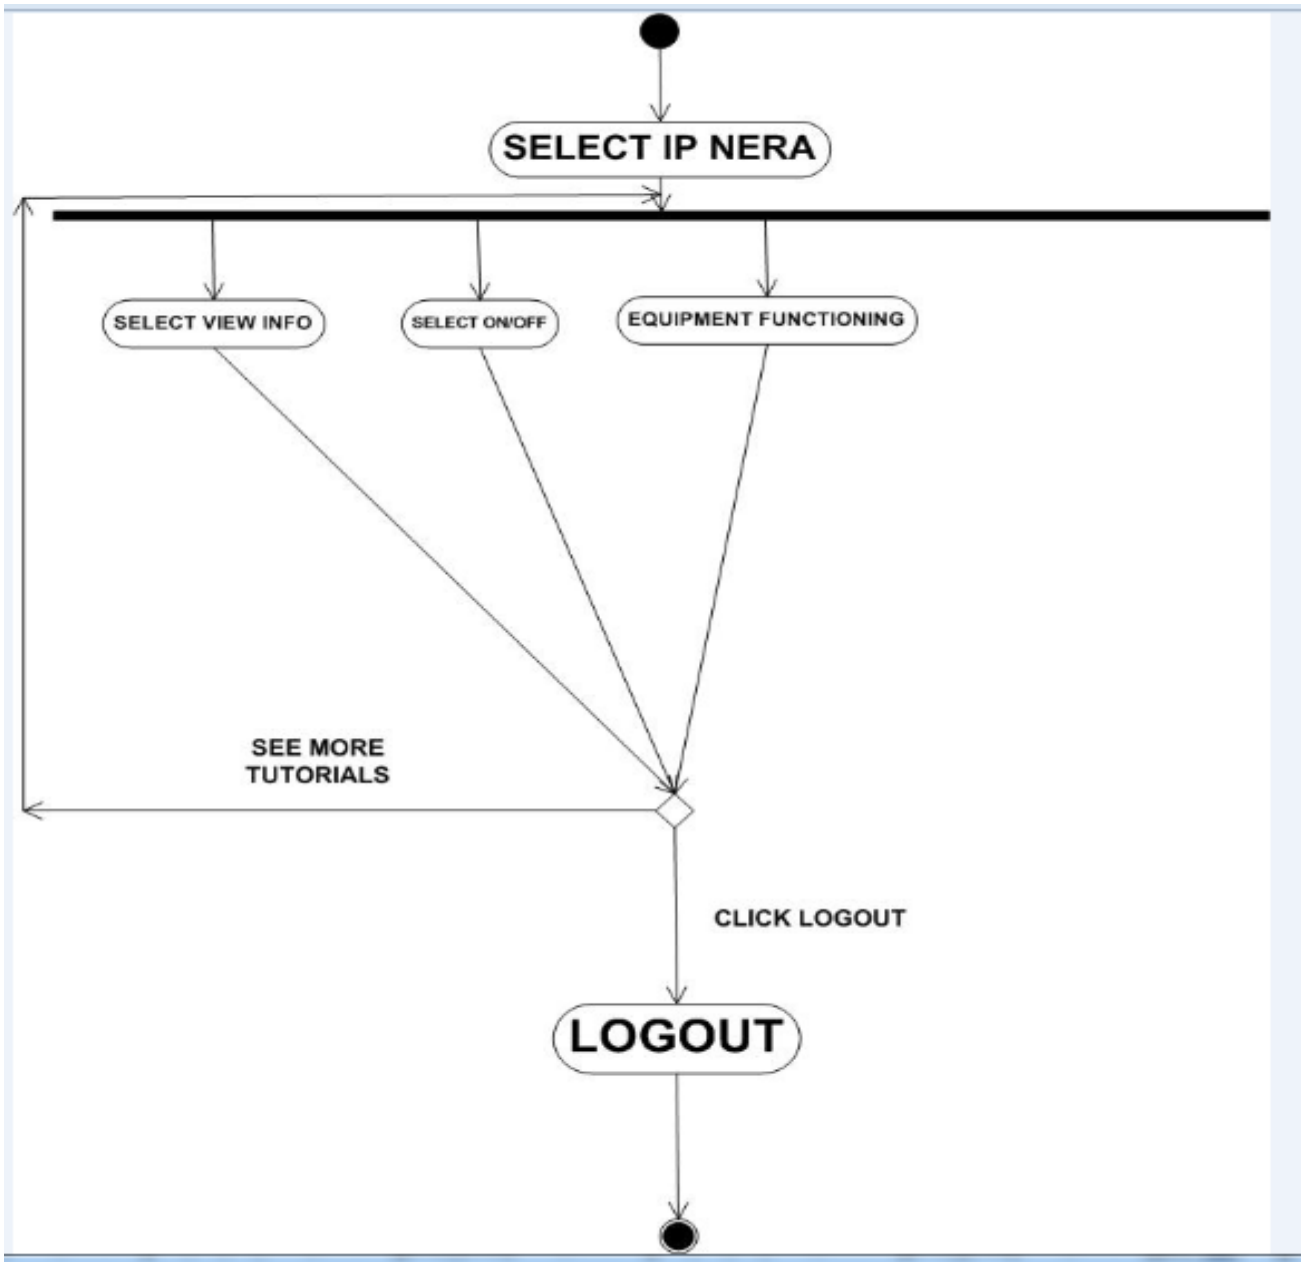 SELECT IP NERA
SELECT VIEW INFO
SELECT ON/OFF
EQUIPMENT FUNCTIONING
SEE MORE
TUTORIALS
CLICK LOGOUT
LOGOUT